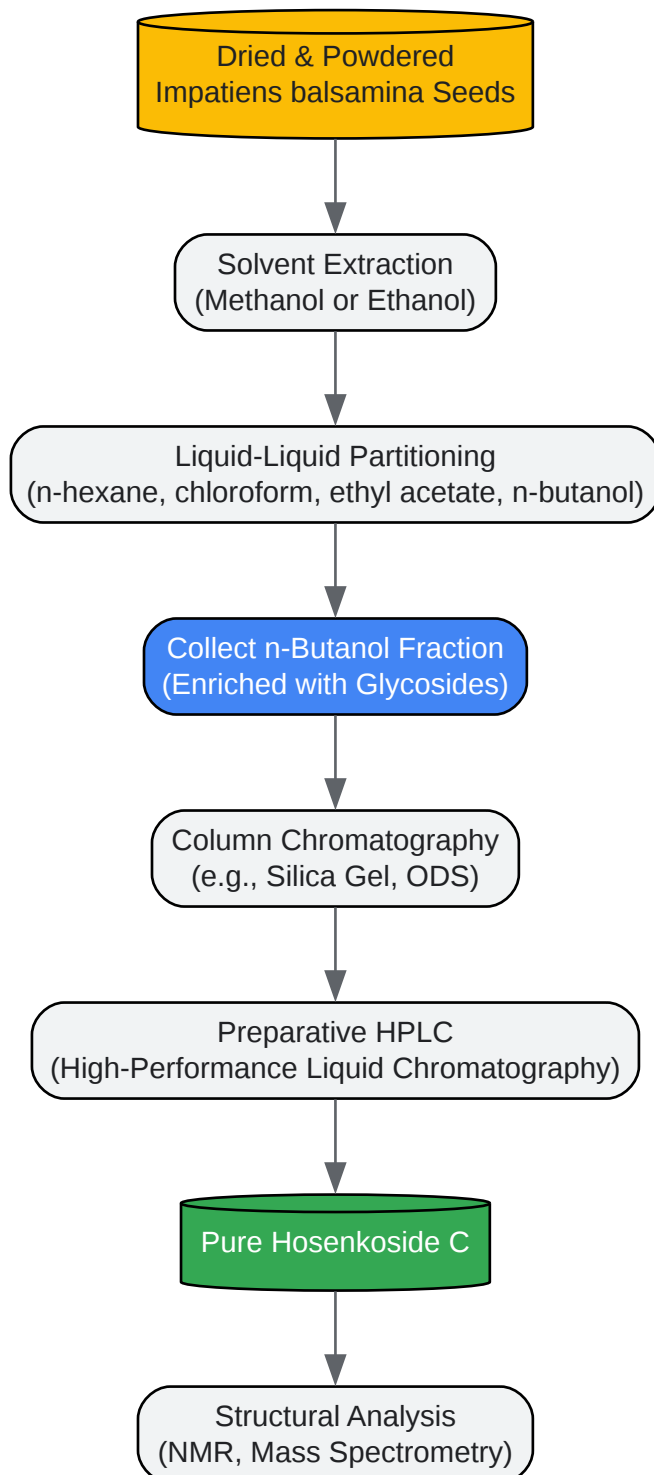 Dried & Powdered
Impatiens balsamina Seeds
Solvent Extraction
(Methanol or Ethanol)
Liquid-Liquid Partitioning
(n-hexane, chloroform, ethyl acetate, n-butanol)
Collect n-Butanol Fraction
(Enriched with Glycosides)
Column Chromatography
(e.g., Silica Gel, ODS)
Preparative HPLC
(High-Performance Liquid Chromatography)
Pure Hosenkoside C
Structural Analysis
(NMR, Mass Spectrometry)